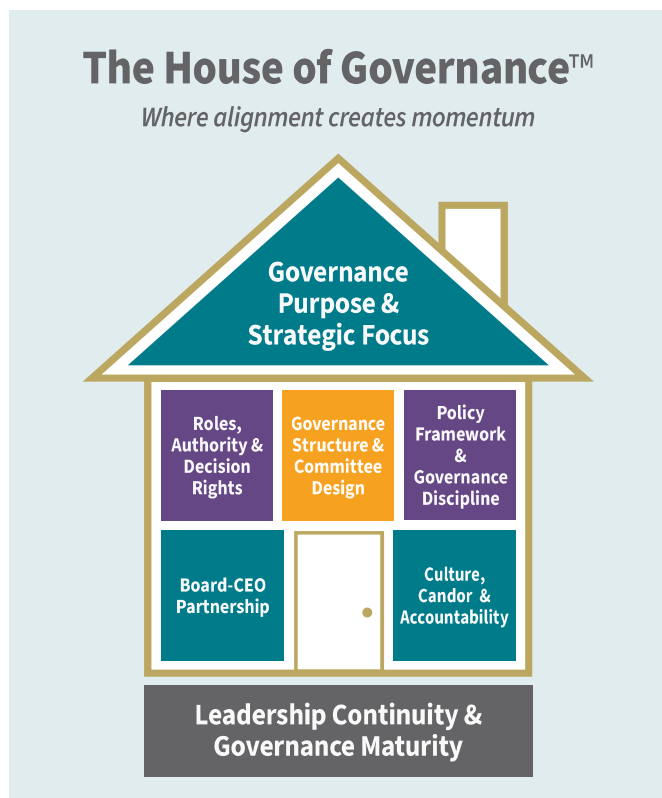 The House of Governance™
Where alignment creates momentum
Governance
Purpose &
Strategic Focus
Roles,
Authority &
Decision
Rights
Governance
Structure &
Committee
Design
Policy
Framework
&
Governance
Discipline
Board-CEO
Partnership
Culture,
Candor &
Accountability
Leadership Continuity &
Governance Maturity